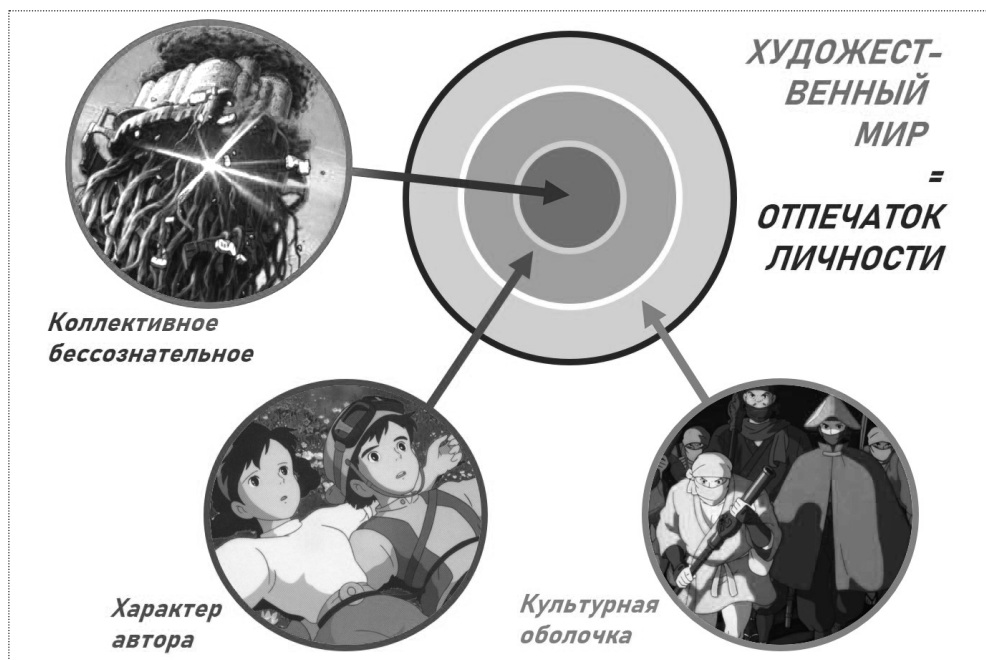 ХУДОЖЕСТ-
ВЕННЫЙ
МИР
=
ОТПЕЧАТОК
ЛИЧНОСТИ
Коллективное
бессознательное
Характер
автора
Культурная
оболочка